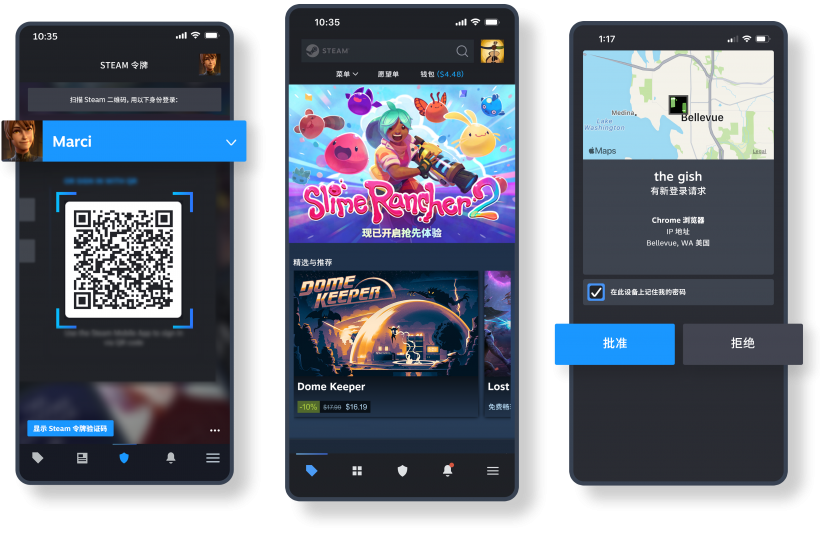 10:35
STEAM 令牌
扫描 Steam 二维码, 用以下身份登录:
Marci
显示 Steam 令牌验证码
10:35
STEAM
菜单
愿望单
钱包 ($4.48)
Slime Rancher 2
现已开启抢先体验
精选与推荐
DOME KEEPER
Dome Keeper
-10% $17.99 $16.19
Lost
免费畅
1:17
Medina
Lake Washington
Bellevue
Maps
Legal
the gish
有新登录请求
Chrome 浏览器
IP 地址
Bellevue, WA 美国
在此设备上记住我的密码
批准
拒绝